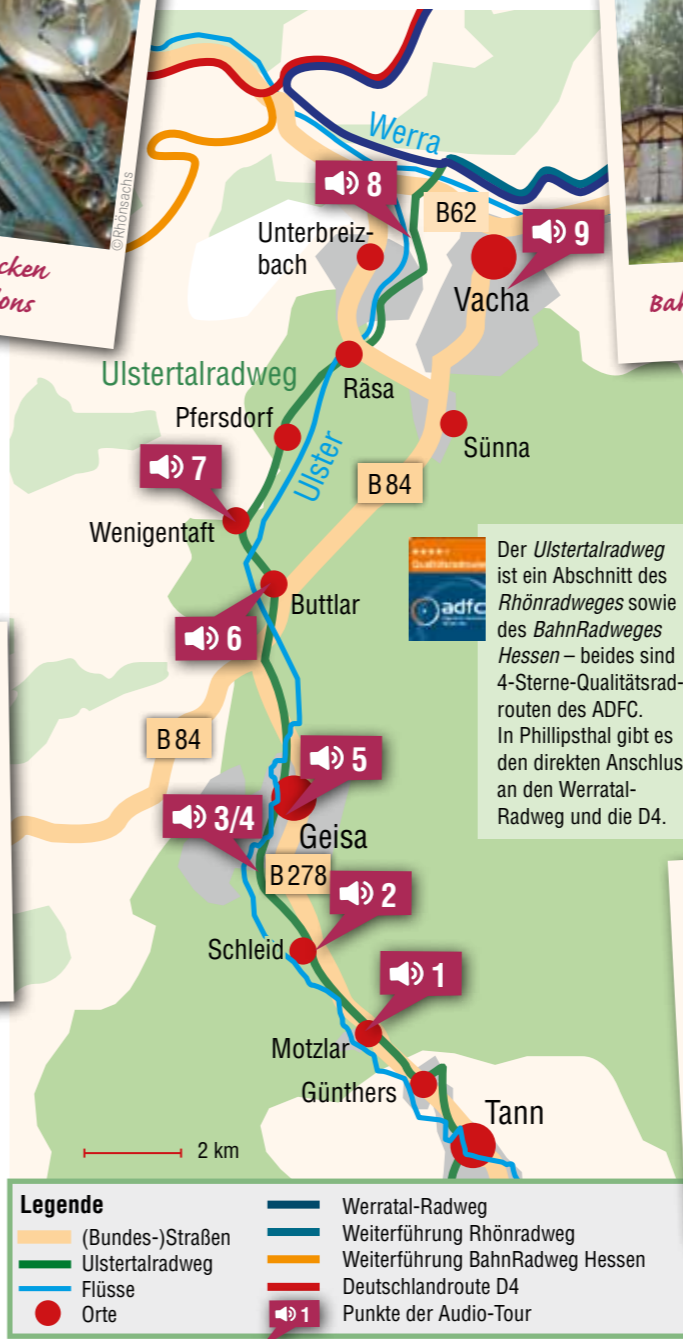 ©Rhönsachs
cken
ons
Bah
Werra
8
B62
9
Unterbreiz-
bach
Vacha
Ulstertalradweg
Räsa
Pfersdorf
Ulster
Sünna
7
B 84
Wenigentaft
Buttlar
6
adfc
Der Ulstertalradweg
ist ein Abschnitt des
Rhönradweges sowie
des BahnRadweges
Hessen – beides sind
4-Sterne-Qualitätsrad-
routen des ADFC.
In Phillipsthal gibt es
den direkten Anschlus
an den Werratal-
Radweg und die D4.
B 84
5
3/4
Geisa
B 278
2
Schleid
1
Motzlar
Günthers
Tann
2 km
Legende
(Bundes-)Straßen
Ulstertalradweg
Flüsse
Orte
Werratal-Radweg
Weiterführung Rhönradweg
Weiterführung BahnRadweg Hessen
Deutschlandroute D4
1 Punkte der Audio-Tour